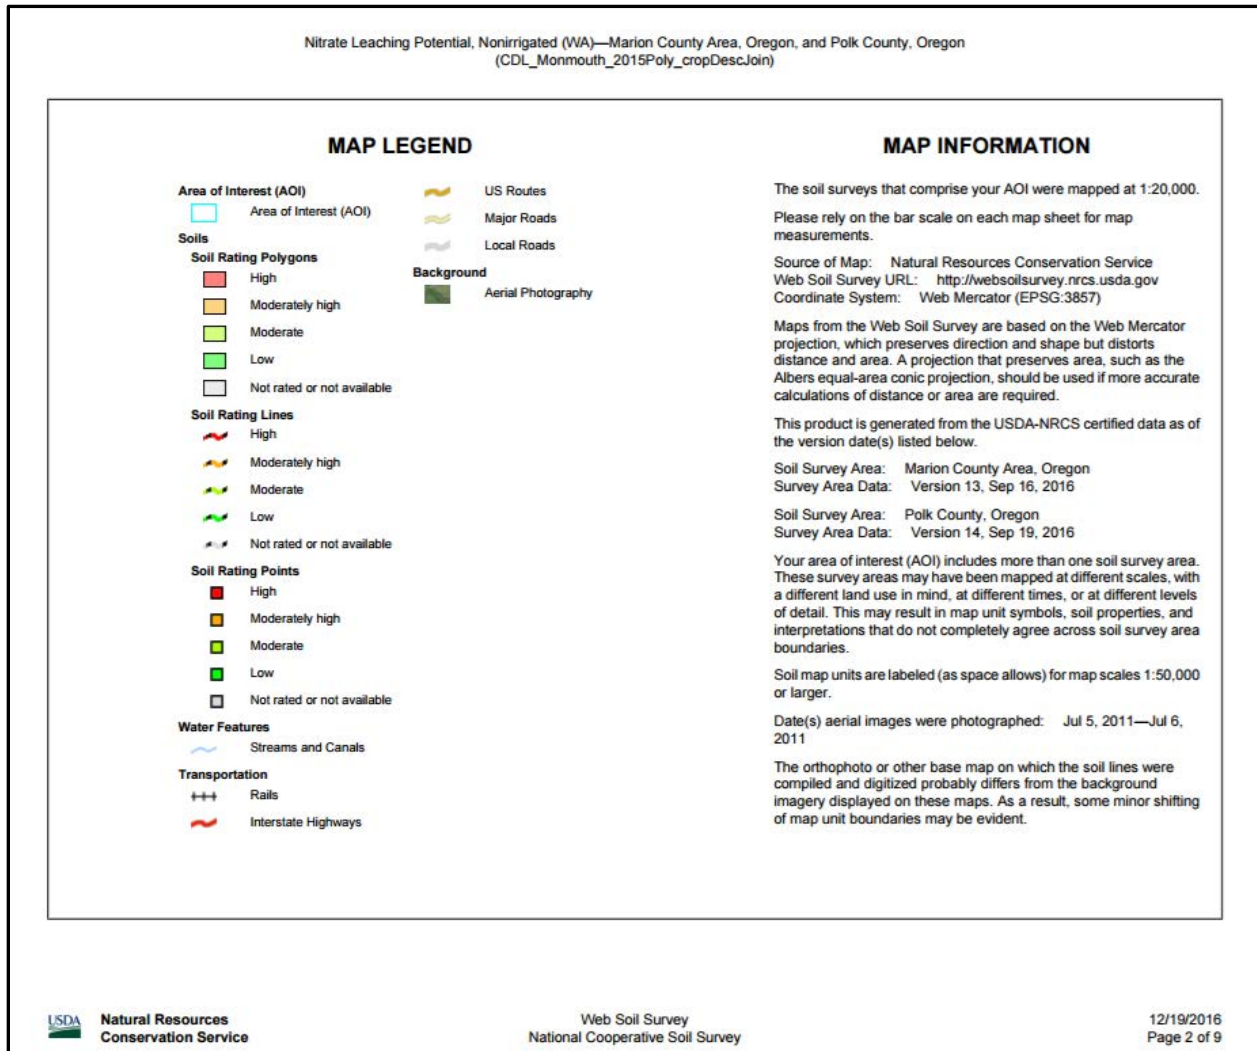 Nitrate Leaching Potential, Nonirrigated (WA)—Marion County Area, Oregon, and Polk County, Oregon
(CDL_Monmouth_2015Poly_cropDescJoin)
MAP LEGEND
Area of Interest (AOI)
Area of Interest (AOI)
Soils
Soil Rating Polygons
High
Moderately high
Moderate
Low
Not rated or not available
Soil Rating Lines
High
Moderately high
Moderate
Low
Not rated or not available
Soil Rating Points
High
Moderately high
Moderate
Low
Not rated or not available
Water Features
Streams and Canals
Transportation
Rails
Interstate Highways
US Routes
Major Roads
Local Roads
Background
Aerial Photography
MAP INFORMATION
The soil surveys that comprise your AOI were mapped at 1:20,000.
Please rely on the bar scale on each map sheet for map
measurements.
Source of Map: Natural Resources Conservation Service
Web Soil Survey URL: http://websoilsurvey.nrcs.usda.gov
Coordinate System: Web Mercator (EPSG:3857)
Maps from the Web Soil Survey are based on the Web Mercator
projection, which preserves direction and shape but distorts
distance and area. A projection that preserves area, such as the
Albers equal-area conic projection, should be used if more accurate
calculations of distance or area are required.
This product is generated from the USDA-NRCS certified data as of
the version date(s) listed below.
Soil Survey Area: Marion County Area, Oregon
Survey Area Data: Version 13, Sep 16, 2016
Soil Survey Area: Polk County, Oregon
Survey Area Data: Version 14, Sep 19, 2016
Your area of interest (AOI) includes more than one soil survey area.
These survey areas may have been mapped at different scales, with
a different land use in mind, at different times, or at different levels
of detail. This may result in map unit symbols, soil properties, and
interpretations that do not completely agree across soil survey area
boundaries.
Soil map units are labeled (as space allows) for map scales 1:50,000
or larger.
Date(s) aerial images were photographed: Jul 5, 2011—Jul 6,
2011
The orthophoto or other base map on which the soil lines were
compiled and digitized probably differs from the background
imagery displayed on these maps. As a result, some minor shifting
of map unit boundaries may be evident.
USDA
Natural Resources
Conservation Service
Web Soil Survey
National Cooperative Soil Survey
12/19/2016
Page 2 of 9